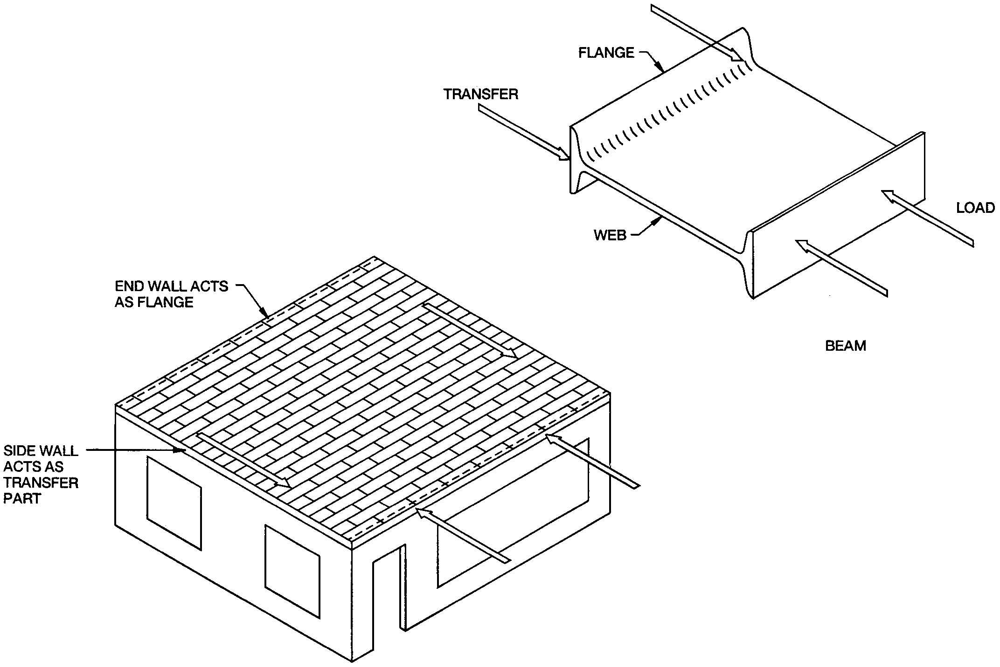 FLANGE
TRANSFER
LOAD
WEB
BEAM
END WALL ACTS
AS FLANGE
SIDE WALL
ACTS AS
TRANSFER
PART